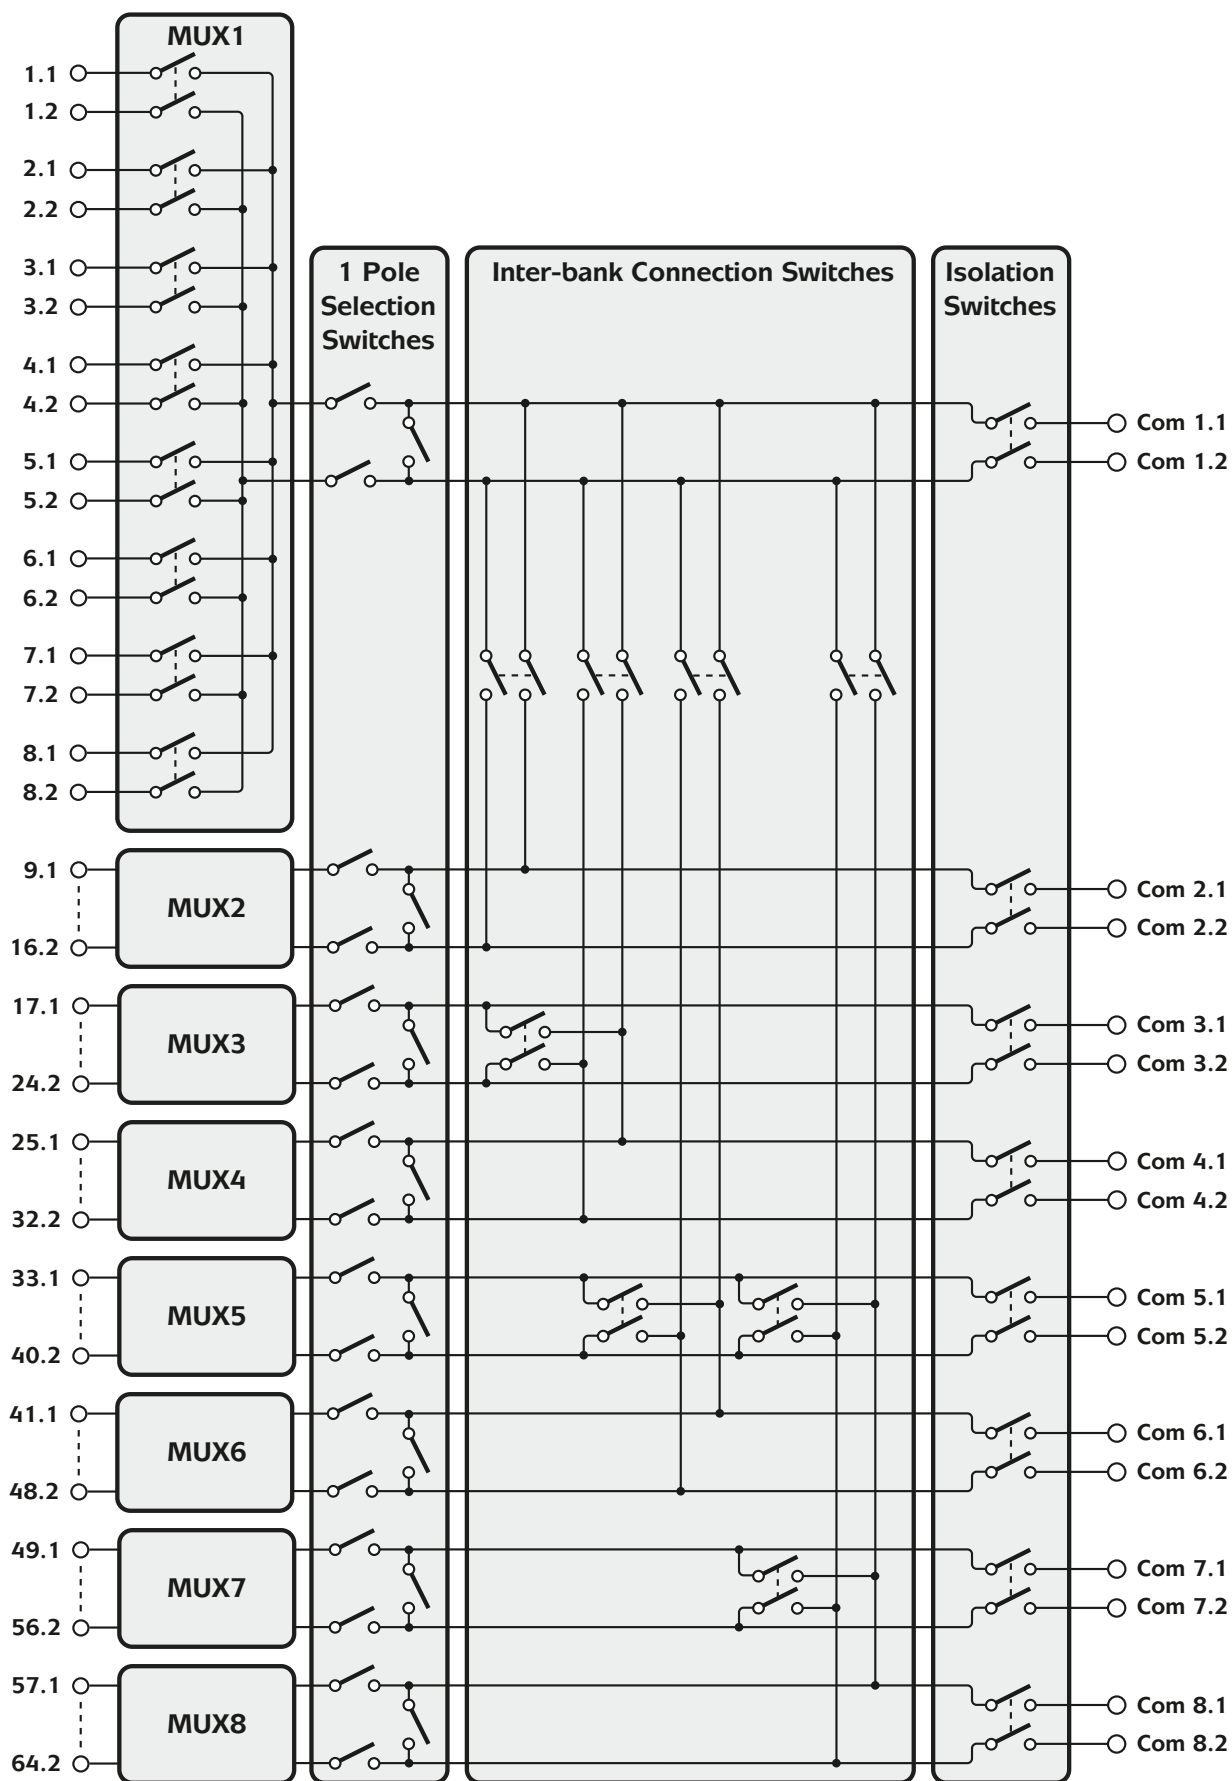 MUX1
1.1
1.2
2.1
2.2
3.1
3.2
4.1
4.2
5.1
5.2
6.1
6.2
7.1
7.2
8.1
8.2
1 Pole
Selection
Switches
Inter-bank Connection Switches
Isolation
Switches
Com 1.1
Com 1.2
9.1
16.2
MUX2
Com 2.1
Com 2.2
17.1
24.2
MUX3
Com 3.1
Com 3.2
25.1
32.2
MUX4
Com 4.1
Com 4.2
33.1
40.2
MUX5
Com 5.1
Com 5.2
41.1
48.2
MUX6
Com 6.1
Com 6.2
49.1
56.2
MUX7
Com 7.1
Com 7.2
57.1
64.2
MUX8
Com 8.1
Com 8.2